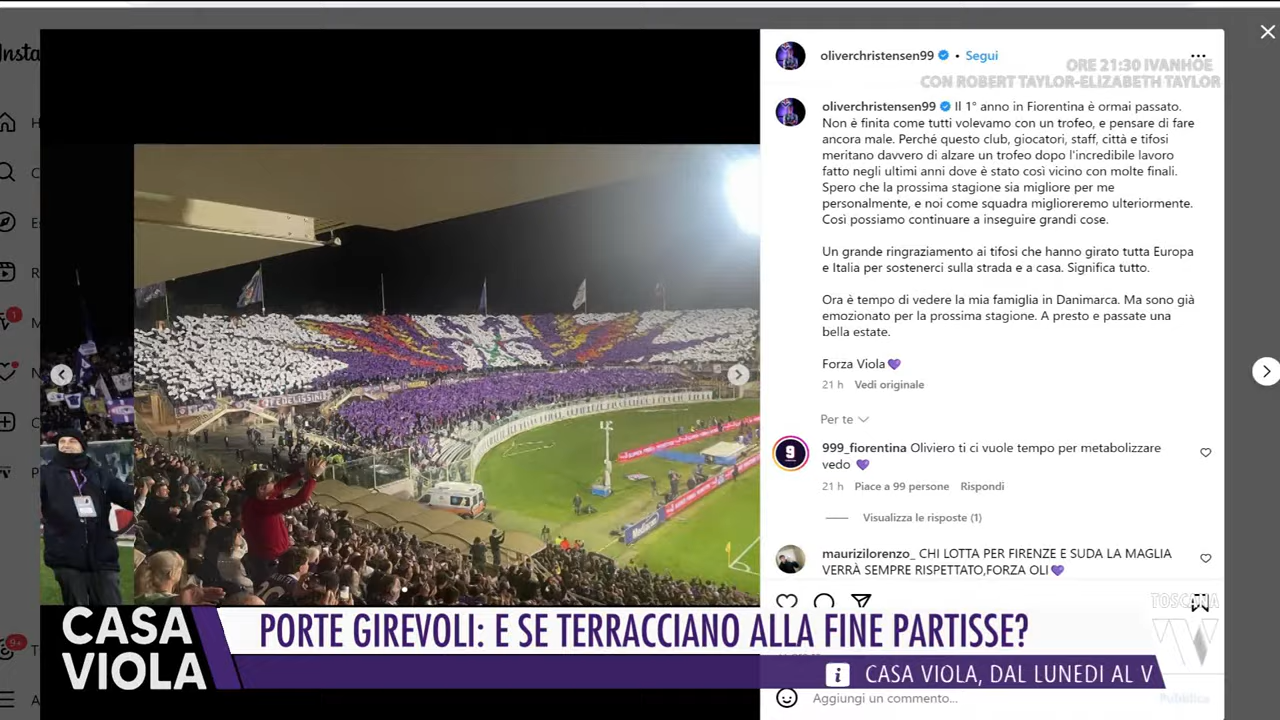 Insta
oliverchristensen99 • Segui
ORE 21:30 IVANHOE
CON ROBERT TAYLOR-ELIZABETH TAYLOR
oliverchristensen99 Il 1° anno in Fiorentina è ormai passato.
Non é finita come tutti volevamo con un trofeo, e pensare di fare
ancora male. Perché questo club, giocatori, staff, città e tifosi
meritano davvero di alzare un trofeo dopo l'incredibile lavoro
fatto negli ultimi anni dove è stato così vicino con molte finali.
Spero che la prossima stagione sia migliore per me
personalmente, e noi come squadra miglioreremo ulteriormente.
Così possiamo continuare a inseguire grandi cose.
Un grande ringraziamento ai tifosi che hanno girato tutta Europa
e Italia per sostenerci sulla strada e a casa. Significa tutto.
Ora è tempo di vedere la mia famiglia in Danimarca. Ma sono già
emozionato per la prossima stagione. A presto e passate una
bella estate.
Forza Viola💜
21 h Vedi originale
Per te
999_fiorentina Oliviero ti ci vuole tempo per metabolizzare
vedo 💜
21 h Piace a 99 persone Rispondi
Visualizza le risposte (1)
maurizilorenzo_ CHI LOTTA PER FIRENZE E SUDA LA MAGLIA
VERRÀ SEMPRE RISPETTATO,FORZA OLI💜
TOSCANA
TV
CASA
VIOLA
PORTE GIREVOLI: E SE TERRACCIANO ALLA FINE PARTISSE?
CASA VIOLA, DAL LUNEDI AL V
Aggiungi un commento...
Pubblica